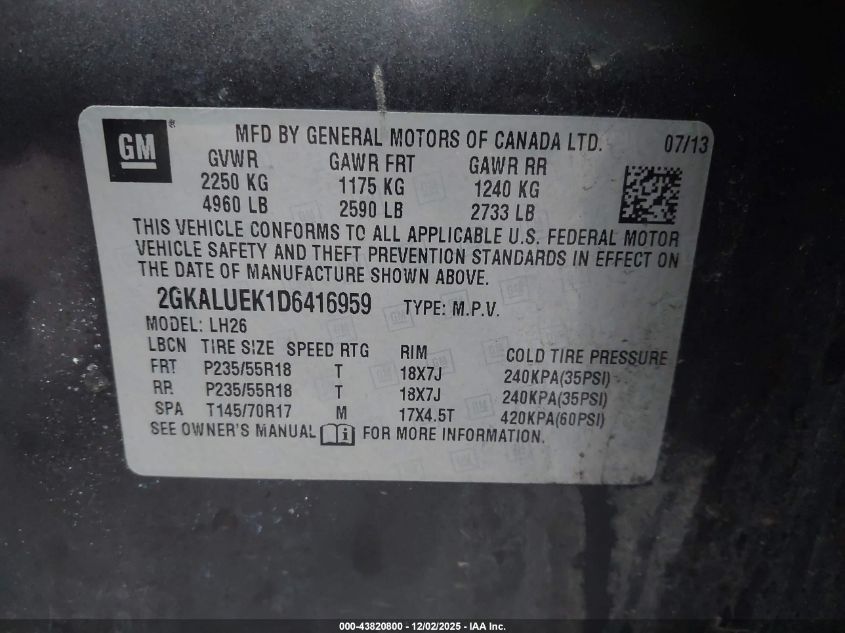 GM ®
MFD BY GENERAL MOTORS OF CANADA LTD. 07/13
GVWR GAWR FRT GAWR RR
2250 KG 1175 KG 1240 KG
4960 LB 2590 LB 2733 LB
THIS VEHICLE CONFORMS TO ALL APPLICABLE U.S. FEDERAL MOTOR
VEHICLE SAFETY AND THEFT PREVENTION STANDARDS IN EFFECT ON
THE DATE OF MANUFACTURE SHOWN ABOVE.
2GKALUEK1D6416959 TYPE: M.P.V.
MODEL: LH26
LBCN TIRE SIZE SPEED RTG RIM COLD TIRE PRESSURE
FRT P235/55R18 T 18X7J 240KPA(35PSI)
RR P235/55R18 T 18X7J 240KPA(35PSI)
SPA T145/70R17 M 17X4.5T 420KPA(60PSI)
SEE OWNER'S MANUAL i FOR MORE INFORMATION.
000-43820800 - 12/02/2025 - IAA Inc.